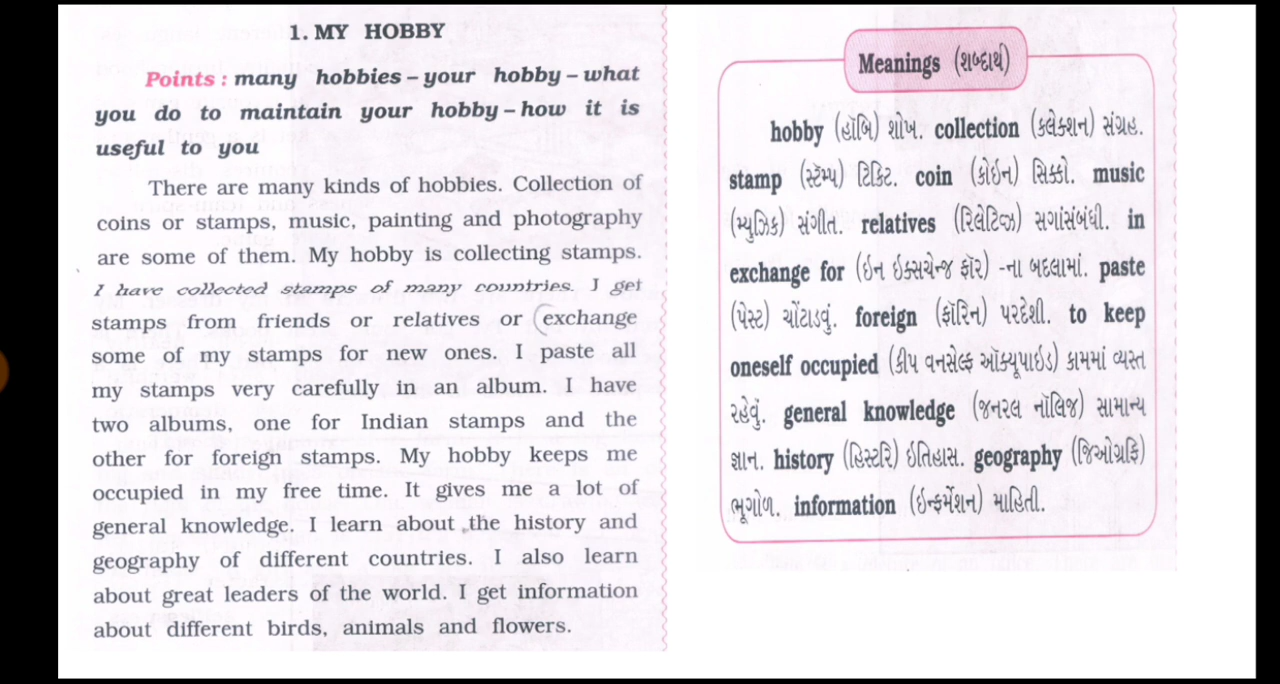 1. MY HOBBY
Points : many hobbies – your hobby – what
you do to maintain your hobby – how it is
useful to you
There are many kinds of hobbies. Collection of
coins or stamps, music, painting and photography
are some of them. My hobby is collecting stamps.
I have collected stamps of many countries. I get
stamps from friends or relatives or (exchange
some of my stamps for new ones. I paste all
my stamps very carefully in an album. I have
two albums, one for Indian stamps and the
other for foreign stamps. My hobby keeps me
occupied in my free time. It gives me a lot of
general knowledge. I learn about the history and
geography of different countries. I also learn
about great leaders of the world. I get information
about different birds, animals and flowers.
Meanings (શબ્દાર્થ)
hobby (હૉબિ) શોખ. collection (કલેક્શન) સંગ્રહ.
stamp (સ્ટૅમ્પ) ટિકિટ. coin (કોઇન) સિક્કો. music
(મ્યુઝિક) સંગીત. relatives (રિલેટિવ્ઝ) સગાંસંબંધી. in
exchange for (ઇન ઇક્સચેન્જ ફૉર) -ના બદલામાં. paste
(પેસ્ટ) ચોંટાડવું. foreign (ફૉરિન) પરદેશી. to keep
oneself occupied (કીપ વનસેલ્ફ ઑક્યૂપાઇડ) કામમાં વ્યસ્ત
રહેવું. general knowledge (જનરલ નૉલિજ) સામાન્ય
જ્ઞાન. history (હિસ્ટરિ) ઇતિહાસ. geography (જિઓગ્રફિ)
ભૂગોળ. information (ઇન્ફર્મેશન) માહિતી.